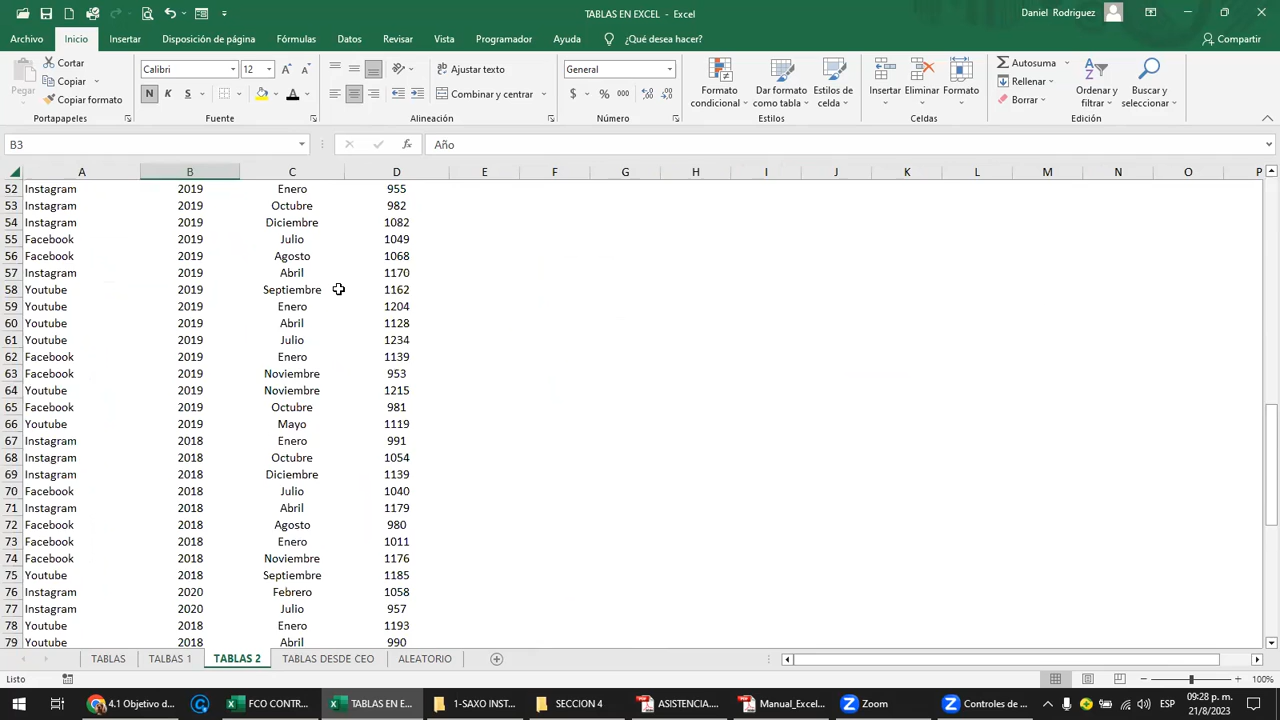 TABLAS EN EXCEL - Excel
Daniel Rodriguez
Archivo Inicio Insertar Disposición de página Fórmulas Datos Revisar Vista Programador Ayuda ¿Qué desea hacer? Compartir
Pegar
Cortar
Copiar
Copiar formato
Calibri 12
N K S
Ajustar texto
Combinar y centrar
General
$ % 000
Formato condicional
Dar formato como tabla
Estilos de celda
Insertar Eliminar Formato
Autosuma
Rellenar
Borrar
Ordenar y filtrar
Buscar y seleccionar
Portapapeles Fuente Alineación Número Estilos Celdas Edición
B3 fx Año
A B C D E F G H I J K L M N O P
52 Instagram 2019 Enero 955
53 Instagram 2019 Octubre 982
54 Instagram 2019 Diciembre 1082
55 Facebook 2019 Julio 1049
56 Facebook 2019 Agosto 1068
57 Instagram 2019 Abril 1170
58 Youtube 2019 Septiembre 1162
59 Youtube 2019 Enero 1204
60 Youtube 2019 Abril 1128
61 Youtube 2019 Julio 1234
62 Facebook 2019 Enero 1139
63 Facebook 2019 Noviembre 953
64 Youtube 2019 Noviembre 1215
65 Facebook 2019 Octubre 981
66 Youtube 2019 Mayo 1119
67 Instagram 2018 Enero 991
68 Instagram 2018 Octubre 1054
69 Instagram 2018 Diciembre 1139
70 Facebook 2018 Julio 1040
71 Instagram 2018 Abril 1179
72 Facebook 2018 Agosto 980
73 Facebook 2018 Enero 1011
74 Facebook 2018 Noviembre 1176
75 Youtube 2018 Septiembre 1185
76 Instagram 2020 Febrero 1058
77 Instagram 2020 Julio 957
78 Youtube 2018 Enero 1193
79 Youtube 2018 Abril 990
TABLAS TALBAS 1 TABLAS 2 TABLAS DESDE CEO ALEATORIO
Listo 100%
4.1 Objetivo d... FCO CONTR... TABLAS EN E... 1-SAXO INST... SECCION 4 ASISTENCIA.... Manual_Exce... Zoom Controles de ... ESP 09:28 p. m.
21/8/2023